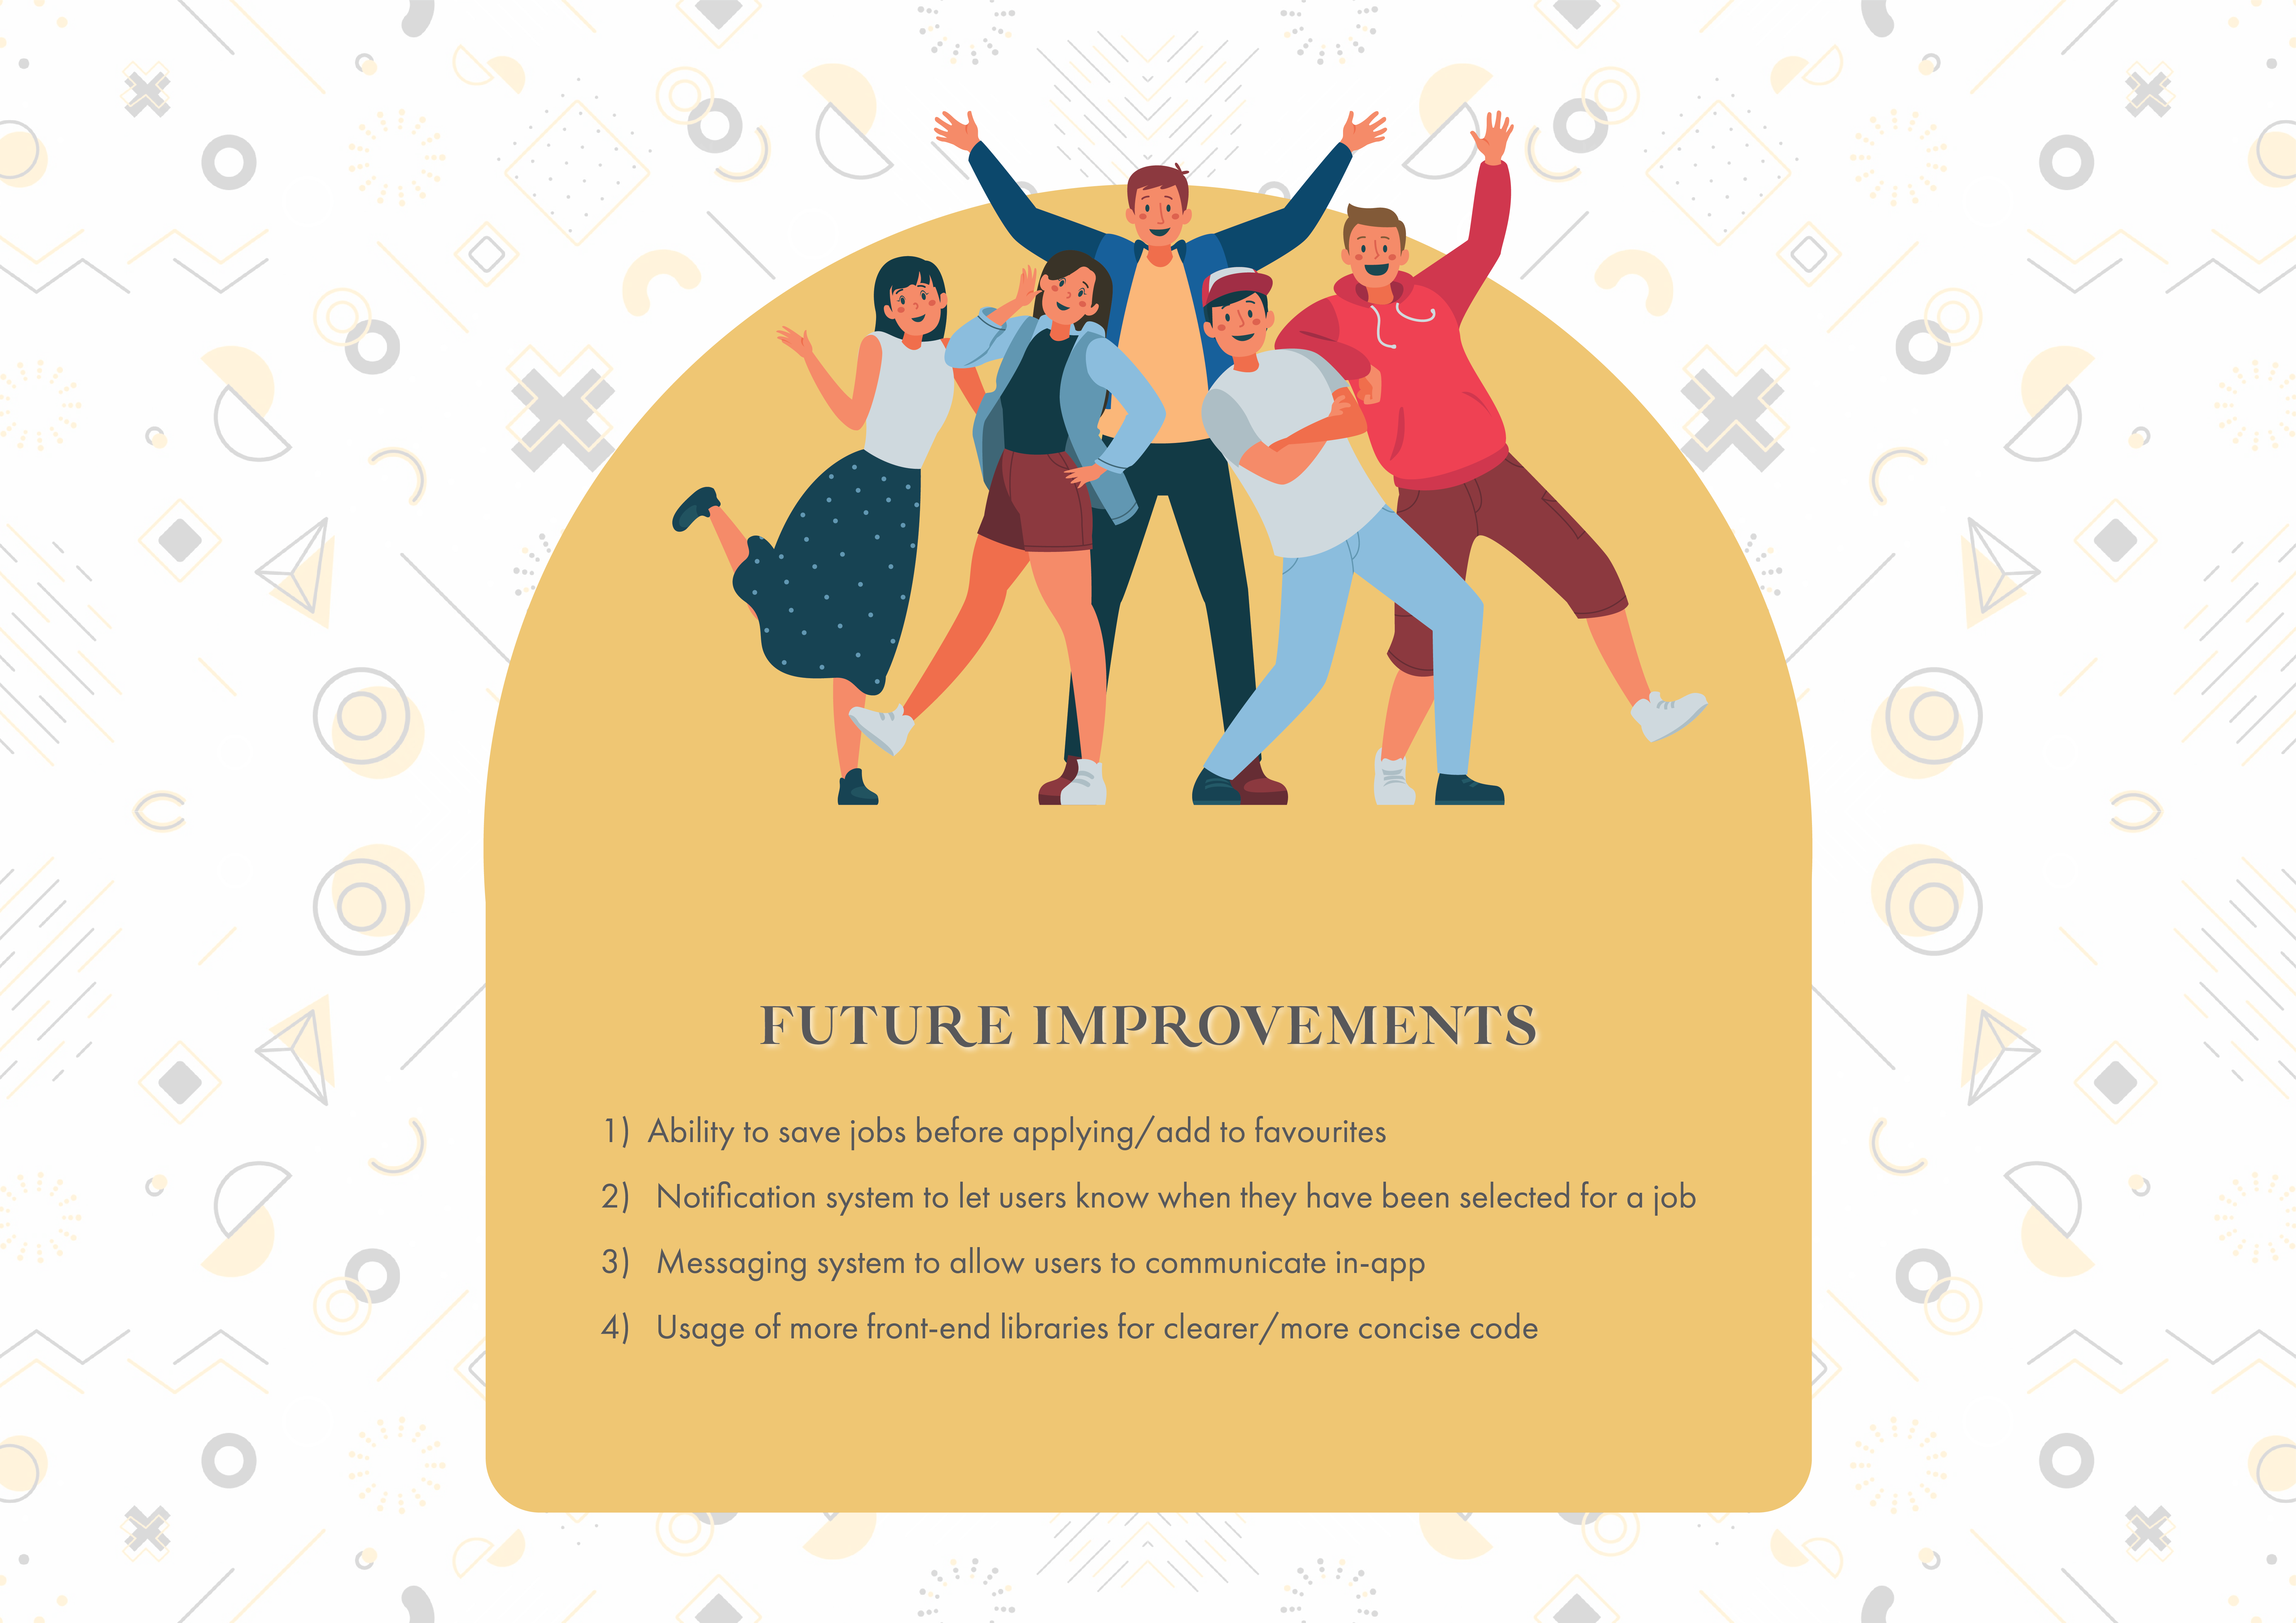 FUTURE IMPROVEMENTS
1) Ability to save jobs before applying/add to favourites
2) Notification system to let users know when they have been selected for a job
3) Messaging system to allow users to communicate in-app
4) Usage of more front-end libraries for clearer/more concise code